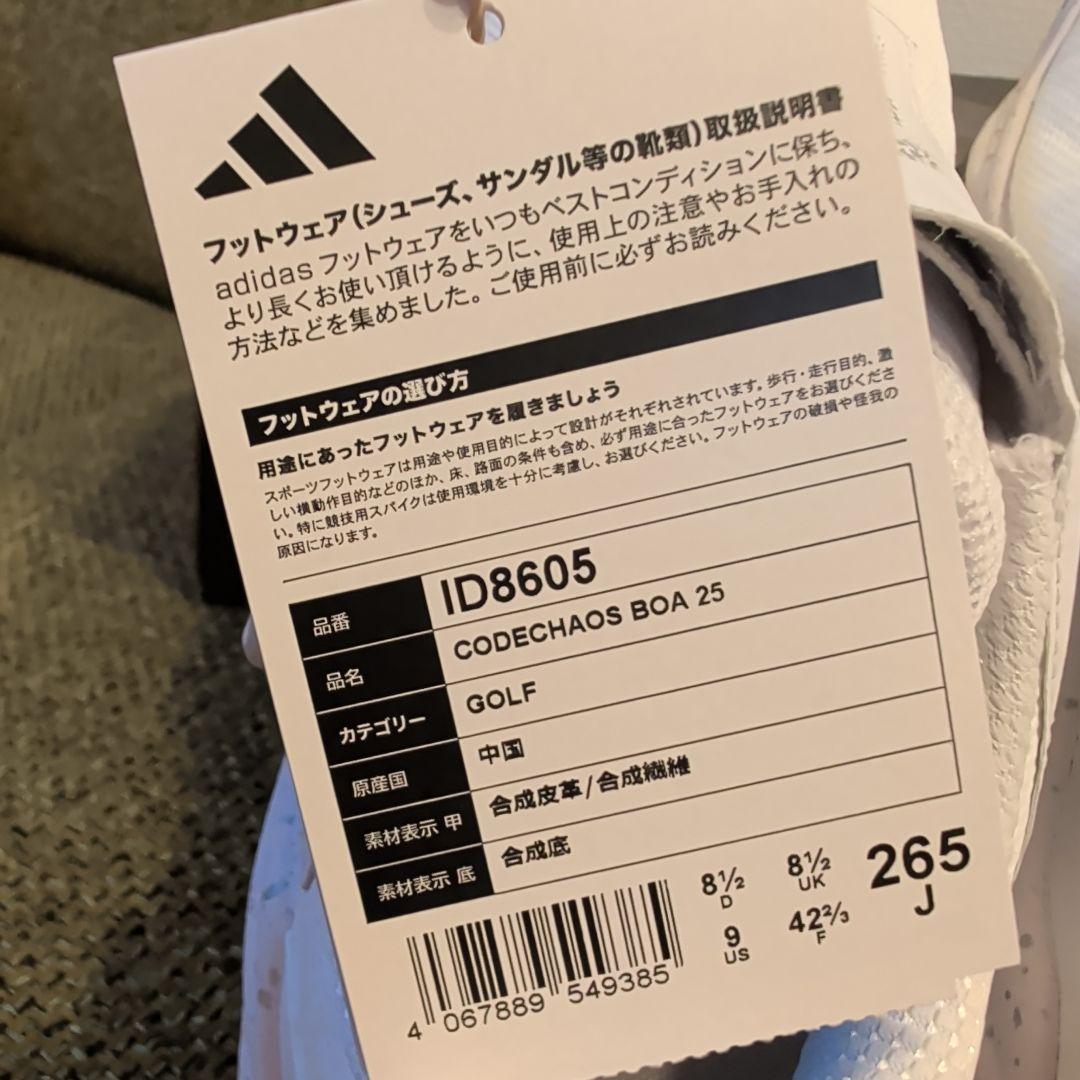 フットウェア(シューズ、サンダル等の靴類)取扱説明書
adidasフットウェアをいつもベストコンディションに保ち、
より長くお使い頂けるように、使用上の注意やお手入れの
方法などを集めました。ご使用前に必ずお読みください。
フットウェアの選び方
用途にあったフットウェアを履きましょう
スポーツフットウェアは用途や使用目的によって設計がそれぞれされています。歩行・走行目的、激
しい横動作目的などのほか、床、路面の条件も含め、必ず用途に合ったフットウェアをお選びくださ
い。特に競技用スパイクは使用環境を十分に考慮し、お選びください。フットウェアの破損や怪我の
原因になります。
品番 ID8605
品名 CODECHAOS BOA 25
カテゴリー GOLF
原産国 中国
素材表示 甲 合成皮革/合成繊維
素材表示 底 合成底
8½ 8½ 265
D UK J
9 42⅔
US F
4 067889 549385